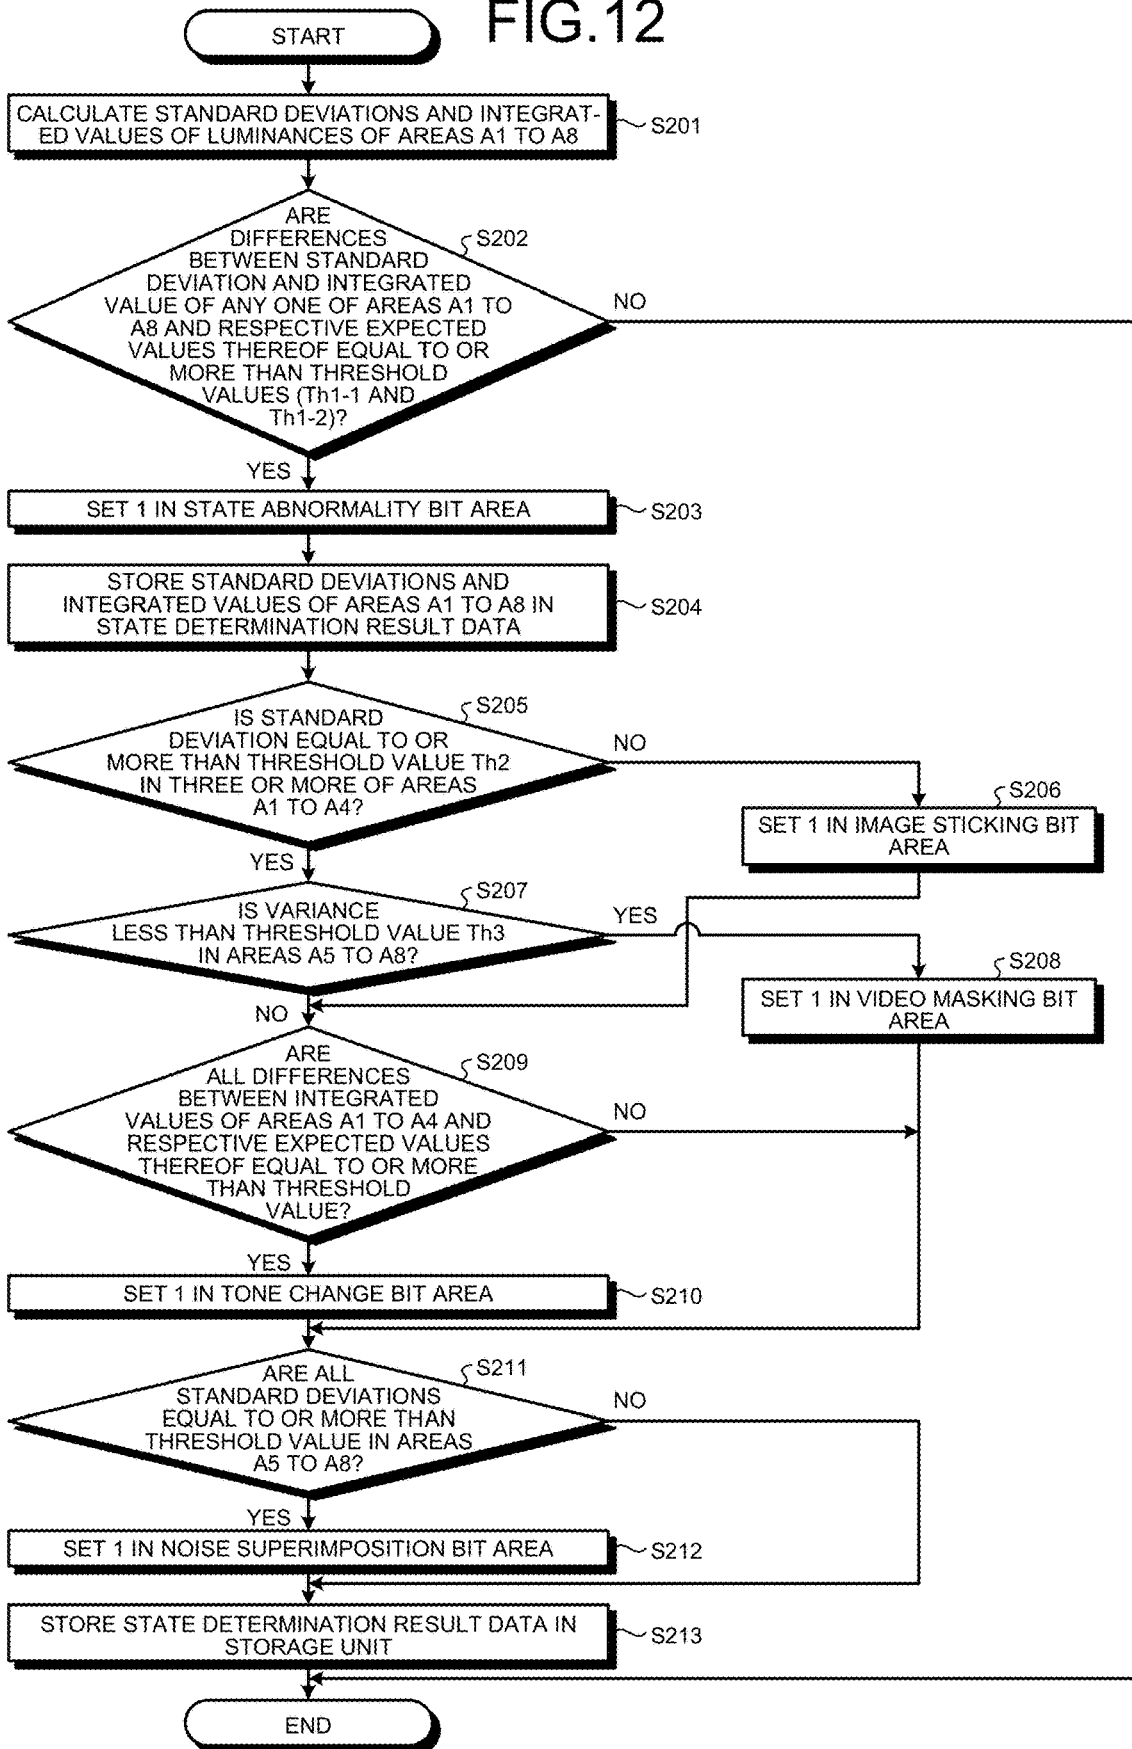 FIG.12
START
CALCULATE STANDARD DEVIATIONS AND INTEGRAT-
ED VALUES OF LUMINANCES OF AREAS A1 TO A8
S201
ARE
DIFFERENCES
BETWEEN STANDARD
DEVIATION AND INTEGRATED
VALUE OF ANY ONE OF AREAS A1 TO
A8 AND RESPECTIVE EXPECTED
VALUES THEREOF EQUAL TO OR
MORE THAN THRESHOLD
VALUES (Th1-1 AND
Th1-2)?
S202
NO
YES
SET 1 IN STATE ABNORMALITY BIT AREA
S203
STORE STANDARD DEVIATIONS AND
INTEGRATED VALUES OF AREAS A1 TO A8 IN
STATE DETERMINATION RESULT DATA
S204
IS STANDARD
DEVIATION EQUAL TO OR
MORE THAN THRESHOLD VALUE Th2
IN THREE OR MORE OF AREAS
A1 TO A4?
S205
NO
S206
SET 1 IN IMAGE STICKING BIT
AREA
YES
IS VARIANCE
LESS THAN THRESHOLD VALUE Th3
IN AREAS A5 TO A8?
S207
YES
S208
SET 1 IN VIDEO MASKING BIT
AREA
NO
ARE
ALL DIFFERENCES
BETWEEN INTEGRATED
VALUES OF AREAS A1 TO A4 AND
RESPECTIVE EXPECTED VALUES
THEREOF EQUAL TO OR MORE
THAN THRESHOLD
VALUE?
S209
NO
YES
SET 1 IN TONE CHANGE BIT AREA
S210
ARE ALL
STANDARD DEVIATIONS
EQUAL TO OR MORE THAN
THRESHOLD VALUE IN AREAS
A5 TO A8?
S211
NO
YES
SET 1 IN NOISE SUPERIMPOSITION BIT AREA
S212
STORE STATE DETERMINATION RESULT DATA IN
STORAGE UNIT
S213
END